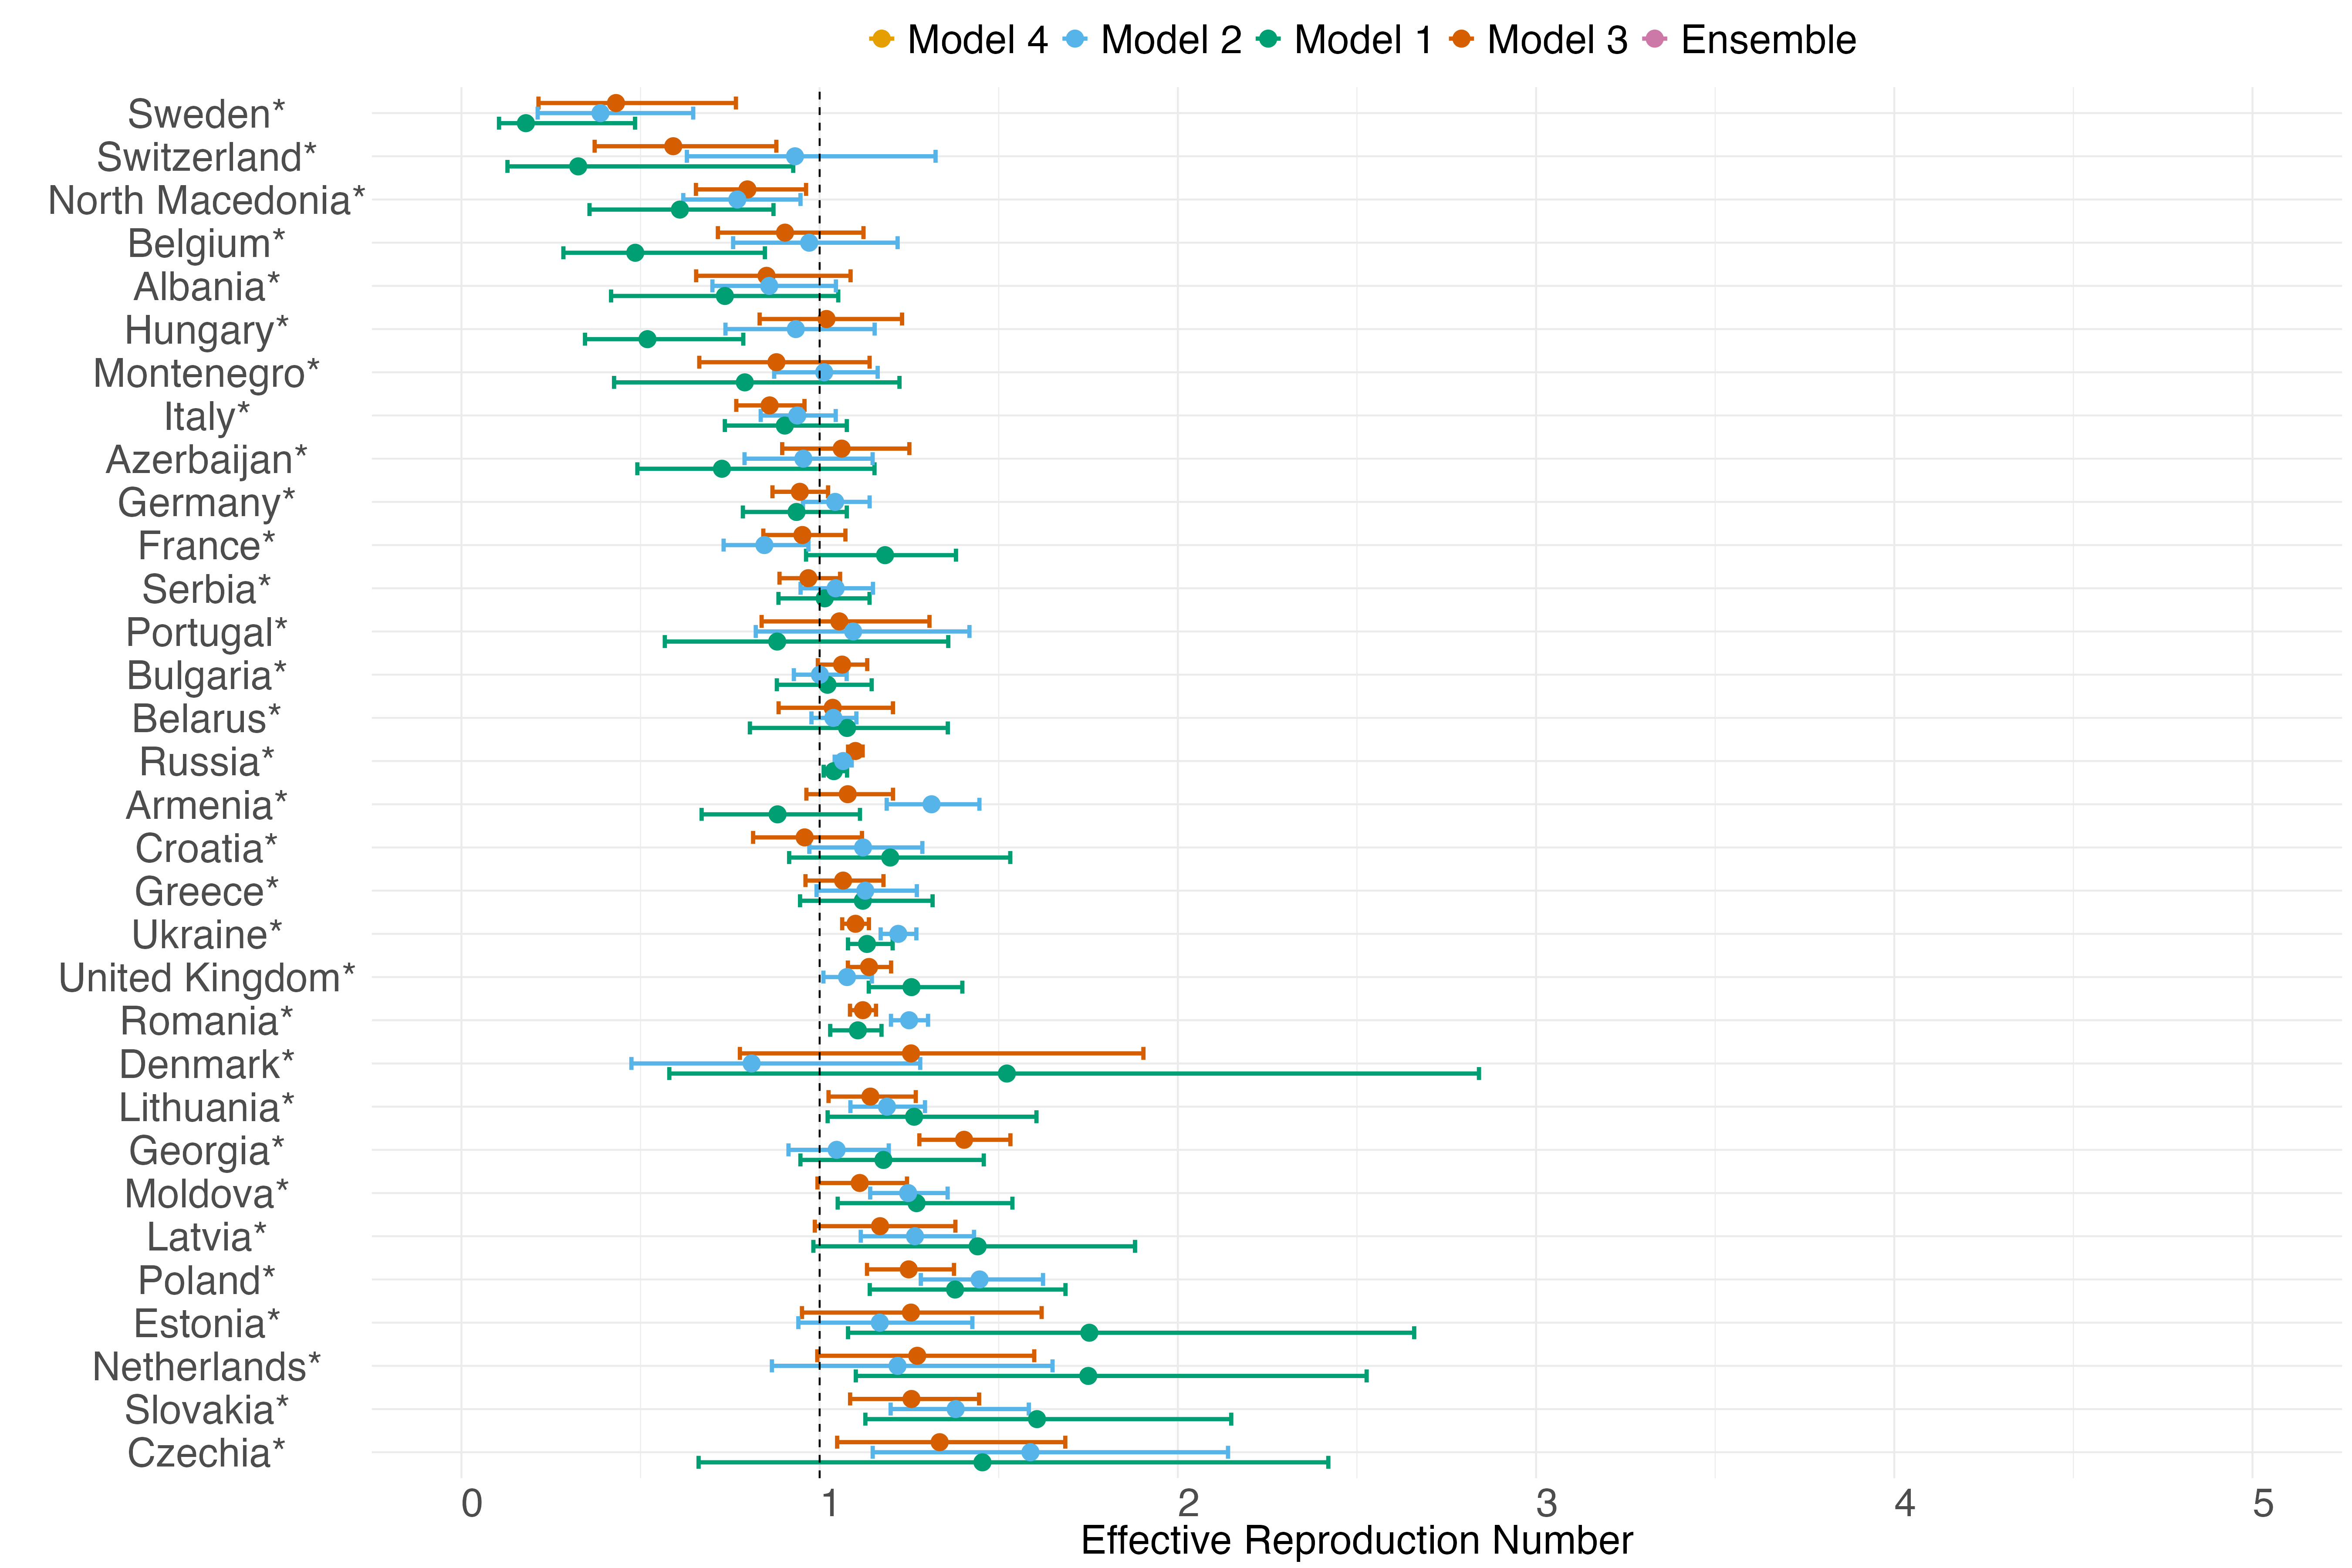 Model 4 Model 2 Model 1 Model 3 Ensemble
Sweden*
Switzerland*
North Macedonia*
Belgium*
Albania*
Hungary*
Montenegro*
Italy*
Azerbaijan*
Germany*
France*
Serbia*
Portugal*
Bulgaria*
Belarus*
Russia*
Armenia*
Croatia*
Greece*
Ukraine*
United Kingdom*
Romania*
Denmark*
Lithuania*
Georgia*
Moldova*
Latvia*
Poland*
Estonia*
Netherlands*
Slovakia*
Czechia*
0 1 2 3 4 5
Effective Reproduction Number